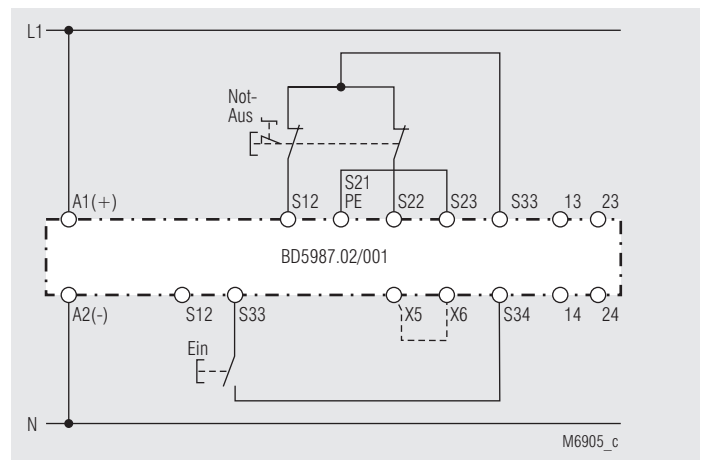 L1
Not-
Aus
A1(+)
S12
S21
PE
S22
S23
S33
13
23
BD5987.02/001
A2(-)
S12
S33
X5
X6
S34
14
24
Ein
N
M6905_c